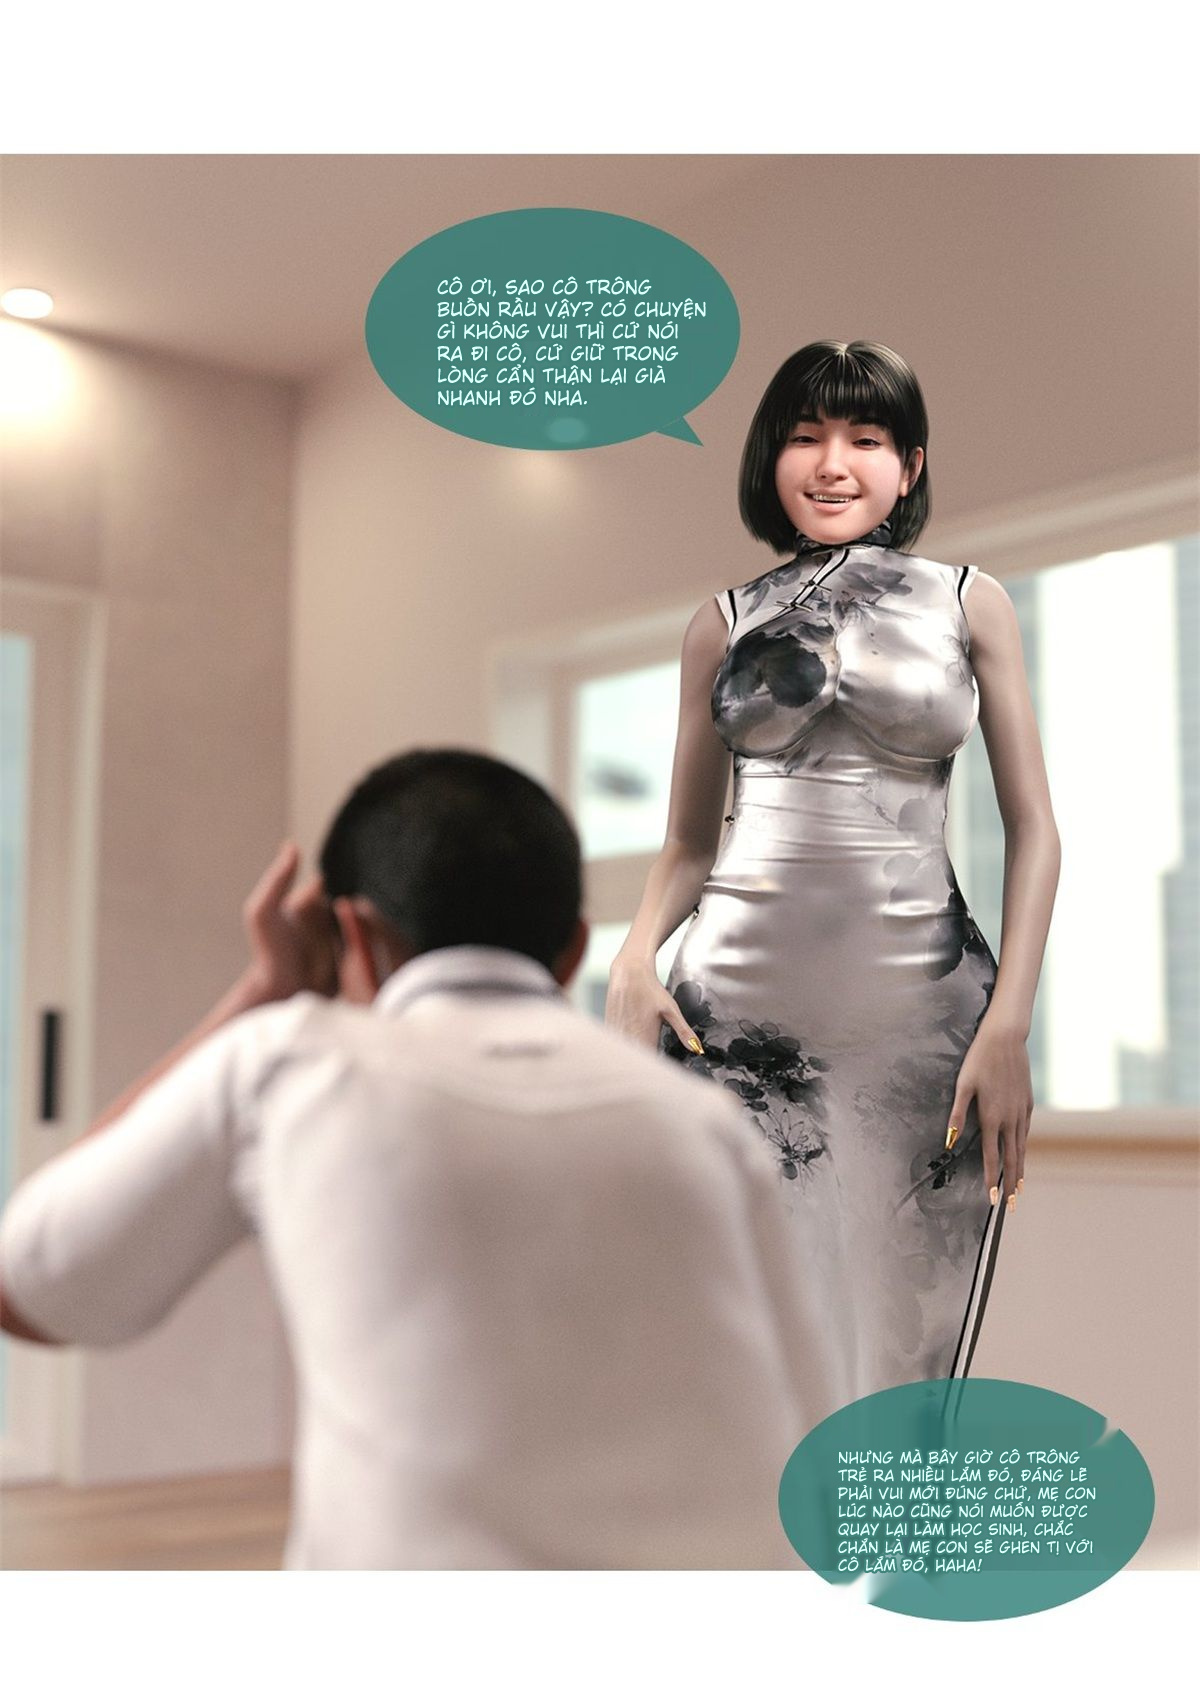 CÔ ƠI, SAO CÔ TRÔNG
BUỒN RẦU VẬY? CÓ CHUYỆN
GÌ KHÔNG VUI THÌ CỨ NÓI
RA ĐI CÔ, CỨ GIỮ TRONG
LÒNG CẨN THẬN LẠI GIÀ
NHANH ĐÓ NHA.
NHƯNG MÀ BÂY GIỜ CÔ TRÔNG
TRẺ RA NHIỀU LẮM ĐÓ, ĐÁNG LẼ
PHẢI VUI MỚI ĐÚNG CHỨ, MẸ CON
LÚC NÀO CŨNG NÓI MUỐN ĐƯỢC
QUAY LẠI LÀM HỌC SINH, CHẮC
CHẮN LÀ MẸ CON SẼ GHEN TỊ VỚI
CÔ LẮM ĐÓ, HAHA!